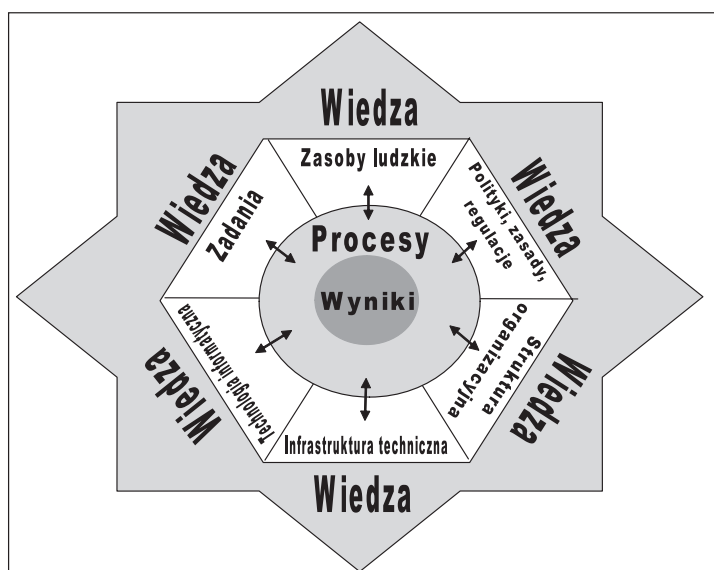 Wiedza
Zasoby ludzkie
Wiedza
Zadania
Wiedza
Polityki, zasady,
regulacje
Procesy
Wyniki
Wiedza
Technologia informatyczna
Wiedza
Struktura
organizacyjna
Infrastruktura techniczna
Wiedza